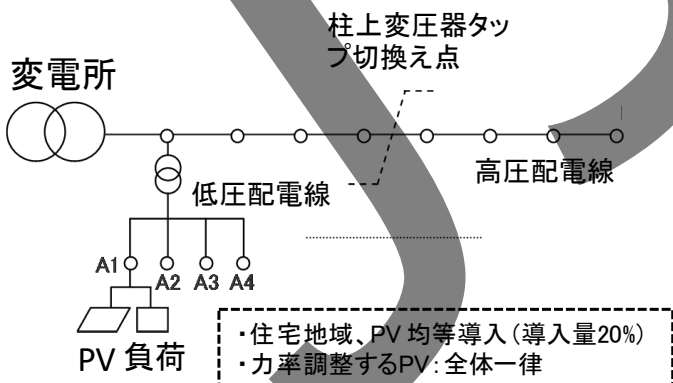 柱上変圧器タッ
プ切換え点
変電所
高圧配電線
低圧配電線
A1
A2
A3
A4
PV 負荷
・住宅地域、PV 均等導入(導入量20%)
・力率調整するPV:全体一律